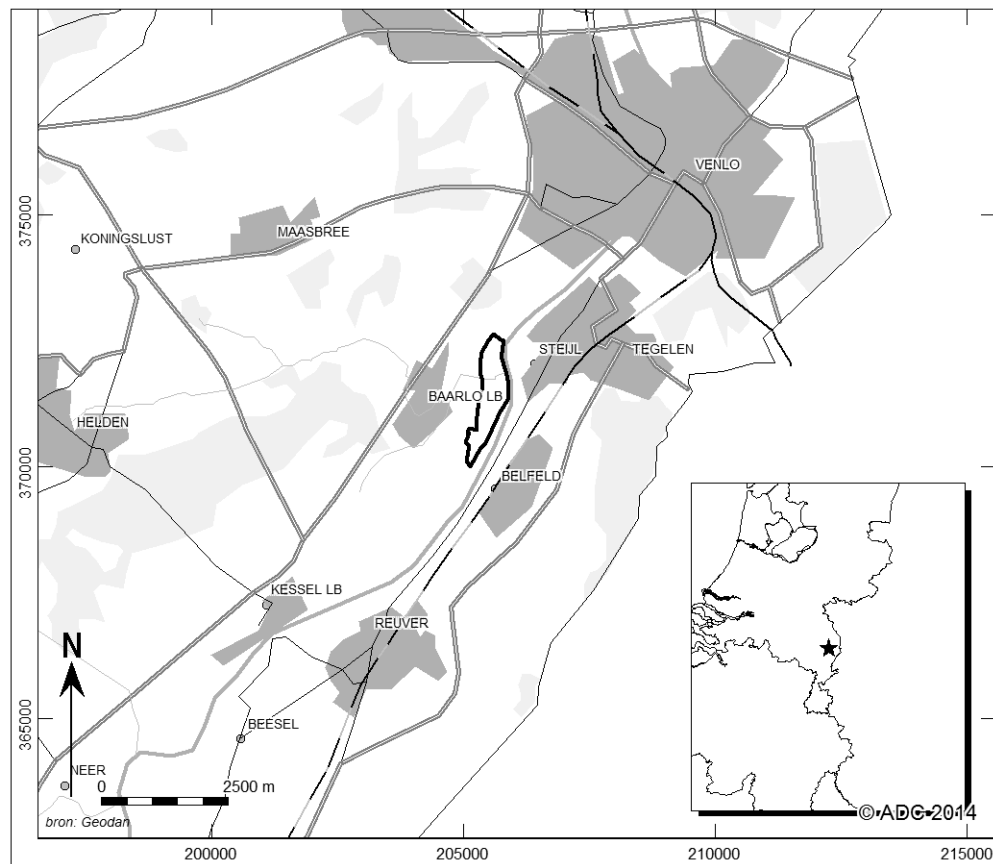 375000
370000
365000
VENLO
KONINGSLUST
MAASBREE
STEIJL
TEGELEN
BAARLO LB
HELDEN
BELFELD
KESSEL LB
REUVER
BEESEL
NEER
N
0
2500 m
bron: Geodan
© ADC 2014
200000
205000
210000
215000